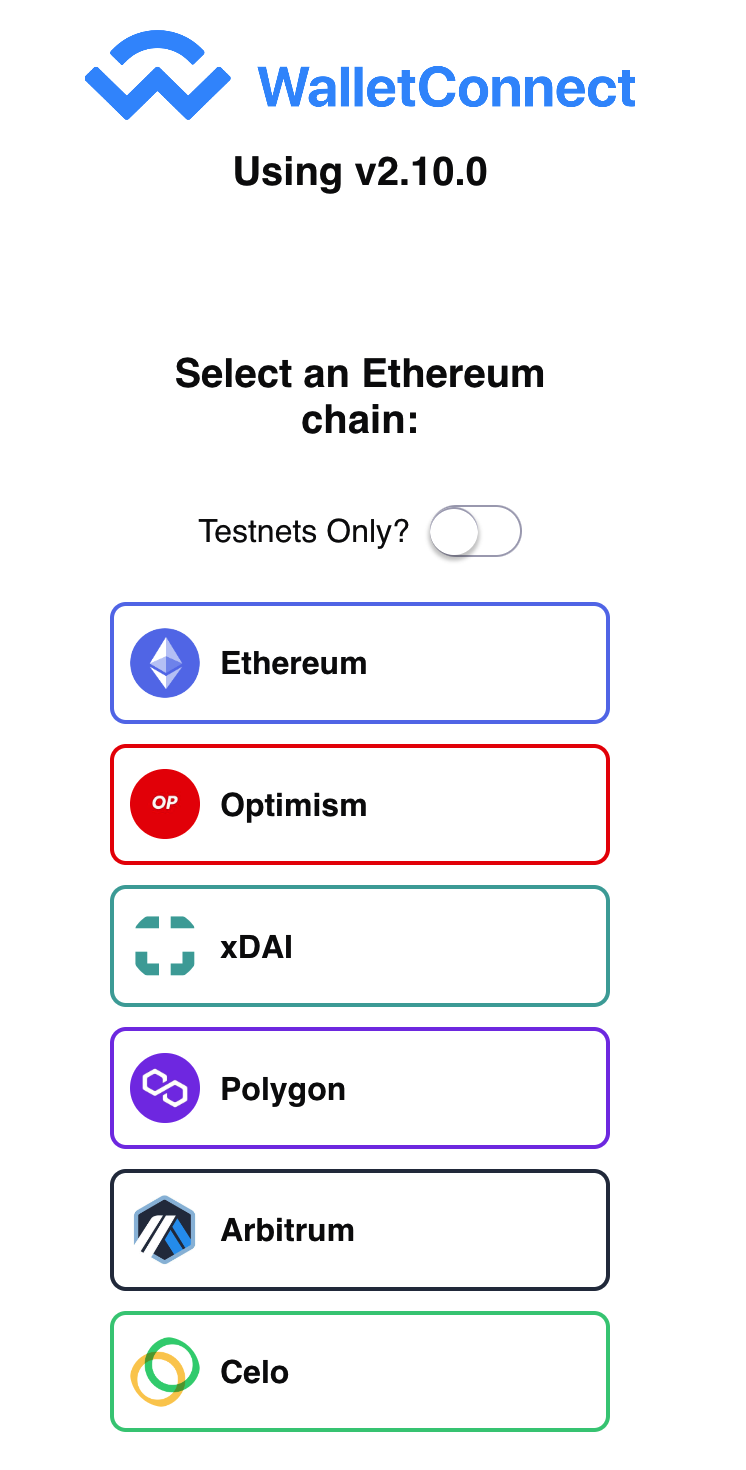 WalletConnect
Using v2.10.0
Select an Ethereum
chain:
Testnets Only?
Ethereum
OP
Optimism
xDAI
Polygon
Arbitrum
Celo